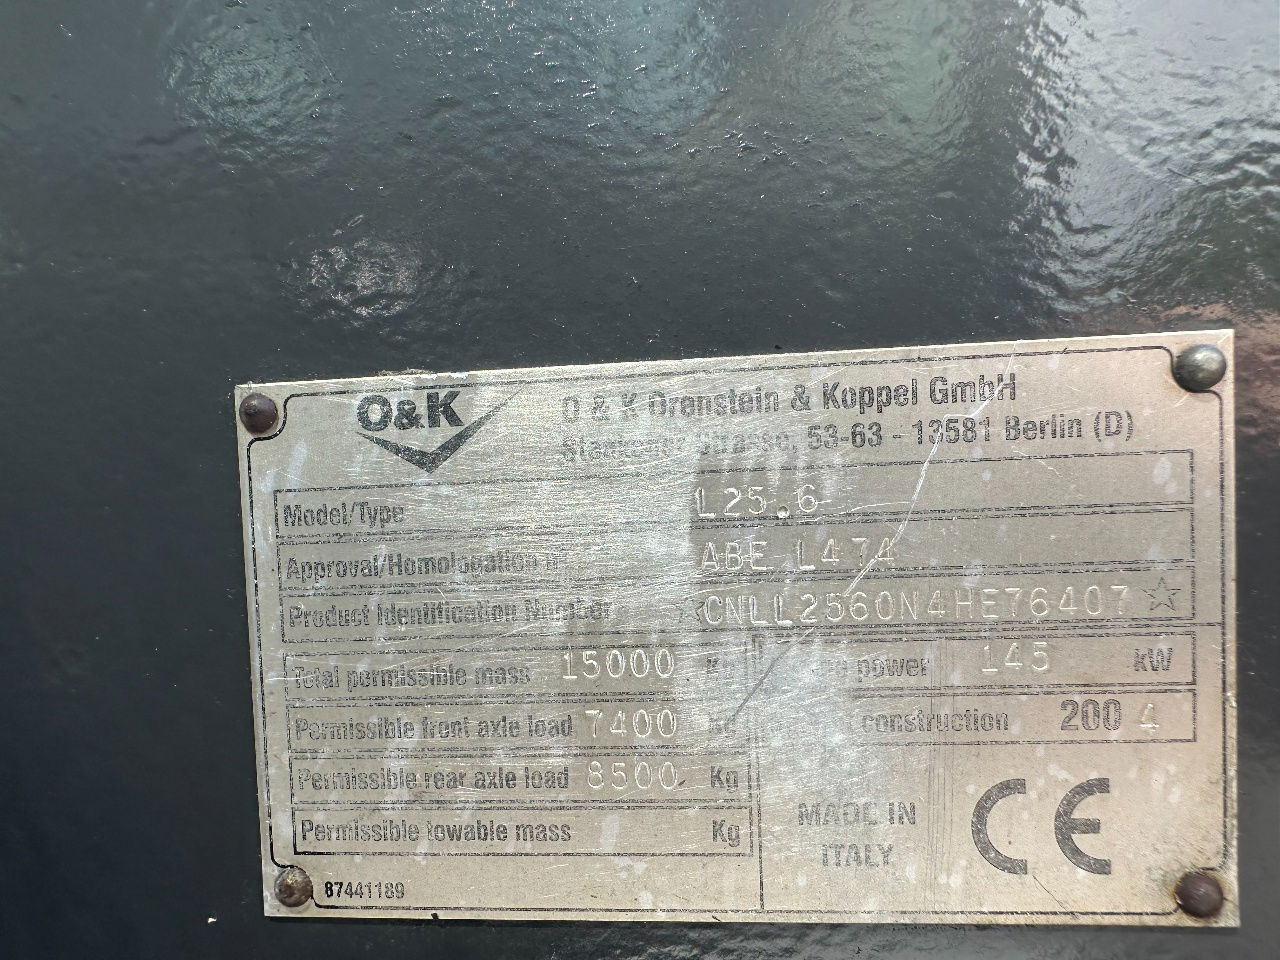 O&K
O & K Orenstein & Koppel GmbH
Strasse, 53-63 - 13581 Berlin (D)
Model/Type L25.6
Approval/Homologation n° ABE L474
Product Identification Number ☆CNLL2560N4HE76407☆
Total permissible mass 15000
power 145 kW
Permissible front axle load 7400 Kg
construction 2004
Permissible rear axle load 8500 Kg
Permissible towable mass Kg
MADE IN
ITALY
CE
87441189